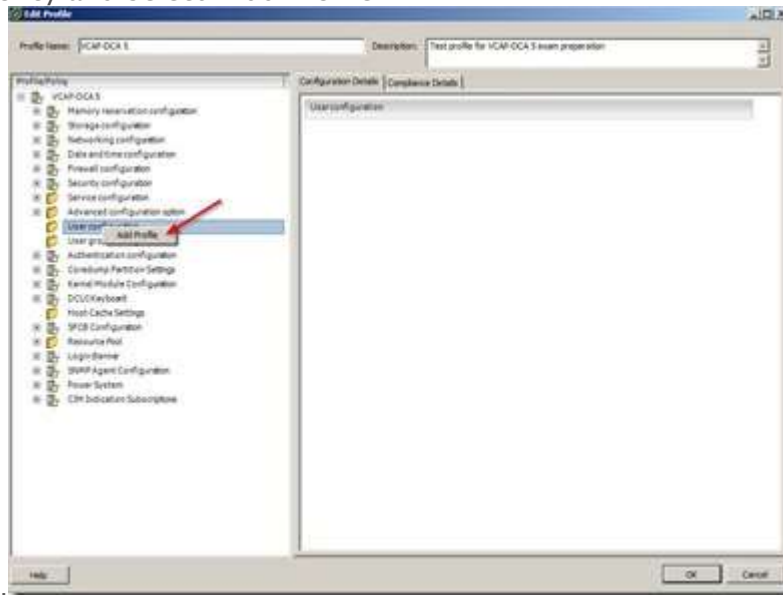 Edit Profile
Profile Name: VCAP-DCA 5
Description: Test profile for VCAP-DCA 5 exam preparation
Profile/Policy
Configuration Details
Compliance Details
VCAP-DCA 5
User configuration
Memory reservation configuration
Storage configuration
Networking configuration
Date and time configuration
Firewall configuration
Security configuration
Service configuration
Advanced configuration option
Add Profile
Authentication configuration
Coredump Partition Settings
Kernel Module Configuration
DCUI Keyboard
Host Cache Settings
SFCB Configuration
Resource Pool
Login Banner
SNMP Agent Configuration
Power System
CIM Indication Subscriptions
Help
OK
Cancel